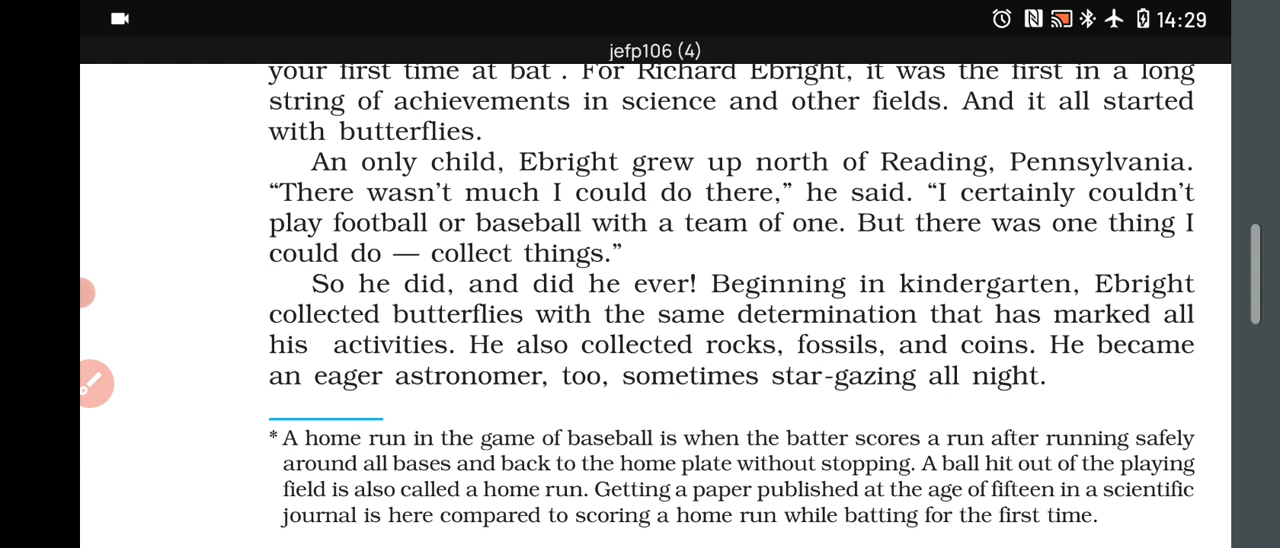 14:29
jefp106 (4)
your first time at bat . For Richard Ebright, it was the first in a long
string of achievements in science and other fields. And it all started
with butterflies.
An only child, Ebright grew up north of Reading, Pennsylvania.
“There wasn’t much I could do there,” he said. “I certainly couldn’t
play football or baseball with a team of one. But there was one thing I
could do — collect things.”
So he did, and did he ever! Beginning in kindergarten, Ebright
collected butterflies with the same determination that has marked all
his activities. He also collected rocks, fossils, and coins. He became
an eager astronomer, too, sometimes star-gazing all night.
* A home run in the game of baseball is when the batter scores a run after running safely
around all bases and back to the home plate without stopping. A ball hit out of the playing
field is also called a home run. Getting a paper published at the age of fifteen in a scientific
journal is here compared to scoring a home run while batting for the first time.